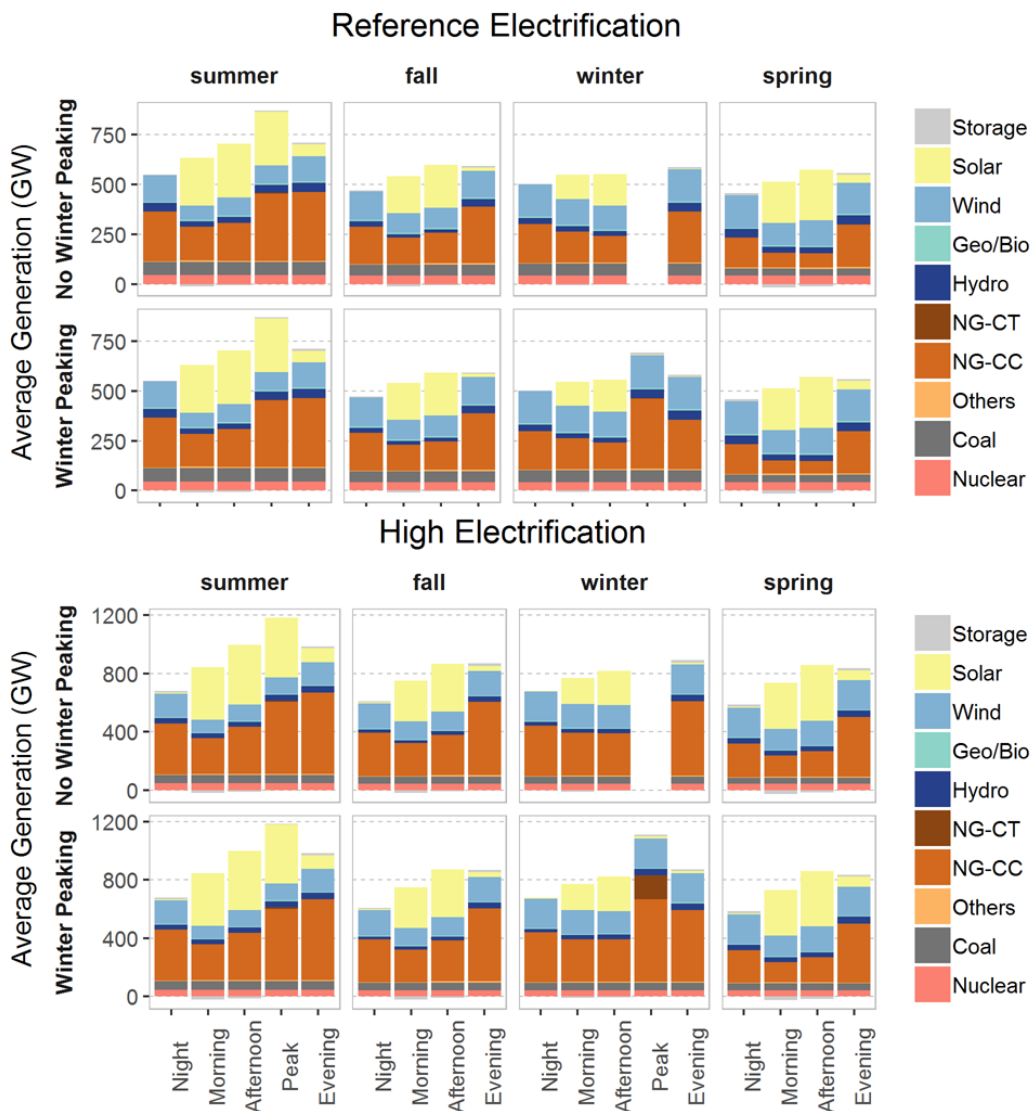 Reference Electrification
summer
fall
winter
spring
Average Generation (GW)
No Winter Peaking
750
500
250
0
Winter Peaking
750
500
250
0
Storage
Solar
Wind
Geo/Bio
Hydro
NG-CT
NG-CC
Others
Coal
Nuclear
High Electrification
summer
fall
winter
spring
Average Generation (GW)
No Winter Peaking
1200
800
400
0
Winter Peaking
1200
800
400
0
Storage
Solar
Wind
Geo/Bio
Hydro
NG-CT
NG-CC
Others
Coal
Nuclear
Night
Morning
Afternoon
Peak
Evening
Night
Morning
Afternoon
Evening
Night
Morning
Afternoon
Peak
Evening
Night
Morning
Afternoon
Evening